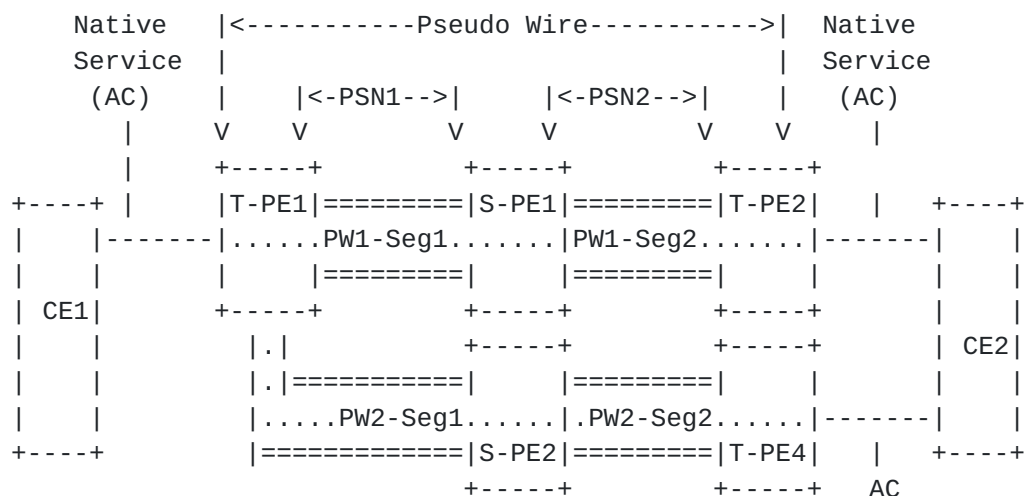 Native   |<-----------Pseudo Wire----------->|  Native
    Service  |                                   |  Service
     (AC)    |    |<-PSN1-->|     |<-PSN2-->|    |   (AC)
       |     V    V         V     V         V    V     |
       |     +-----+         +-----+         +-----+
+----+ |     |T-PE1|=========|S-PE1|=========|T-PE2|   |   +----+
|    |-------|......PW1-Seg1.......|PW1-Seg2.......|-------|    |
|    |       |     |=========|     |=========|     |       |    |
| CE1|       +-----+         +-----+         +-----+       |    |
|    |         |.|           +-----+         +-----+       | CE2|
|    |         |.|===========|     |=========|     |       |    |
|    |         |.....PW2-Seg1......|.PW2-Seg2......|-------|    |
+----+         |=============|S-PE2|=========|T-PE4|   |   +----+
                             +-----+         +-----+   AC